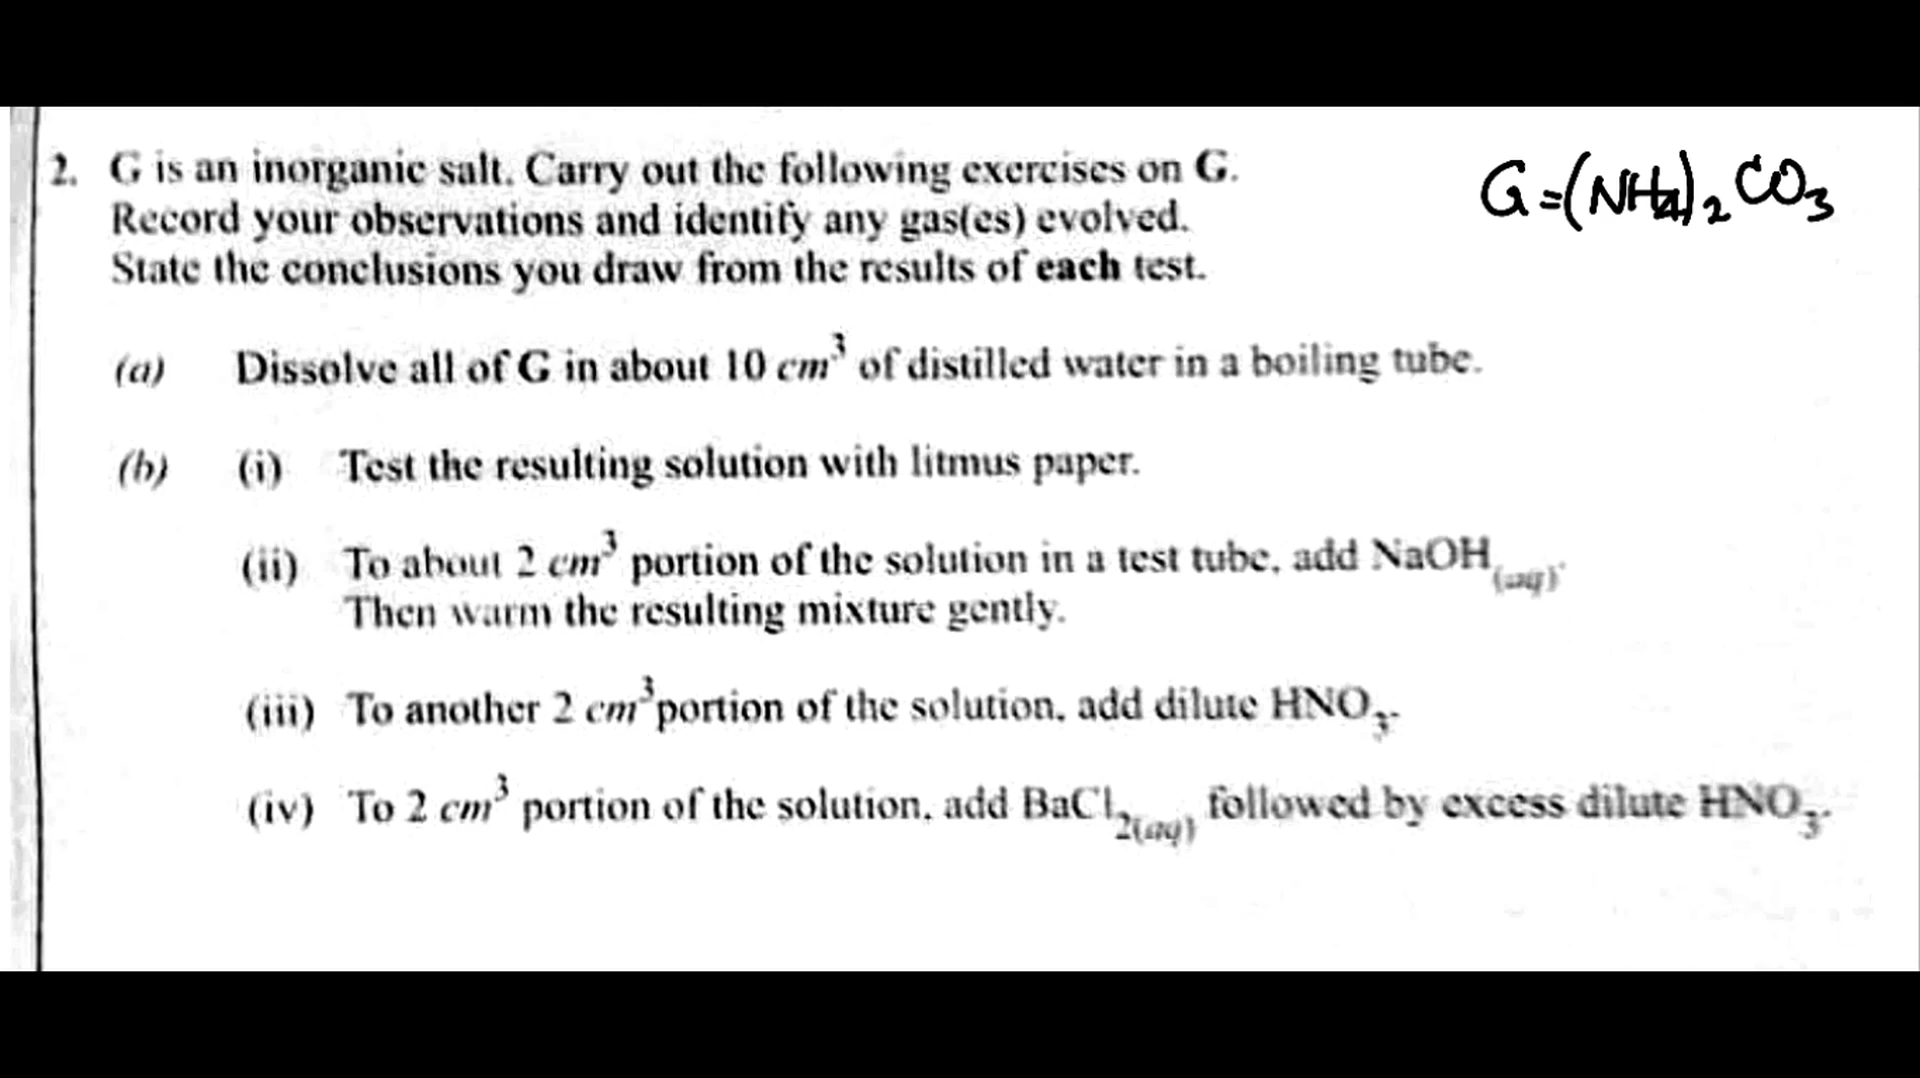 2. G is an inorganic salt. Carry out the following exercises on G.
G=(NH₄)₂CO₃
Record your observations and identify any gas(es) evolved.
State the conclusions you draw from the results of each test.
(a) Dissolve all of G in about 10 cm³ of distilled water in a boiling tube.
(b) (i) Test the resulting solution with litmus paper.
(ii) To about 2 cm³ portion of the solution in a test tube, add NaOH(aq).
Then warm the resulting mixture gently.
(iii) To another 2 cm³ portion of the solution, add dilute HNO₃.
(iv) To 2 cm³ portion of the solution, add BaCl₂(aq) followed by excess dilute HNO₃.